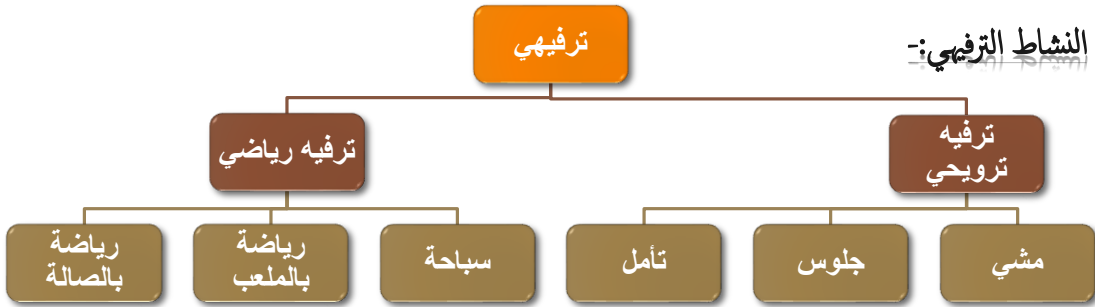 النشاط الترفيهي:-
ترفيهي
ترفيه
ترويحي
ترفيه رياضي
مشي
جلوس
تأمل
سباحة
رياضة
بالملعب
رياضة
بالصالة